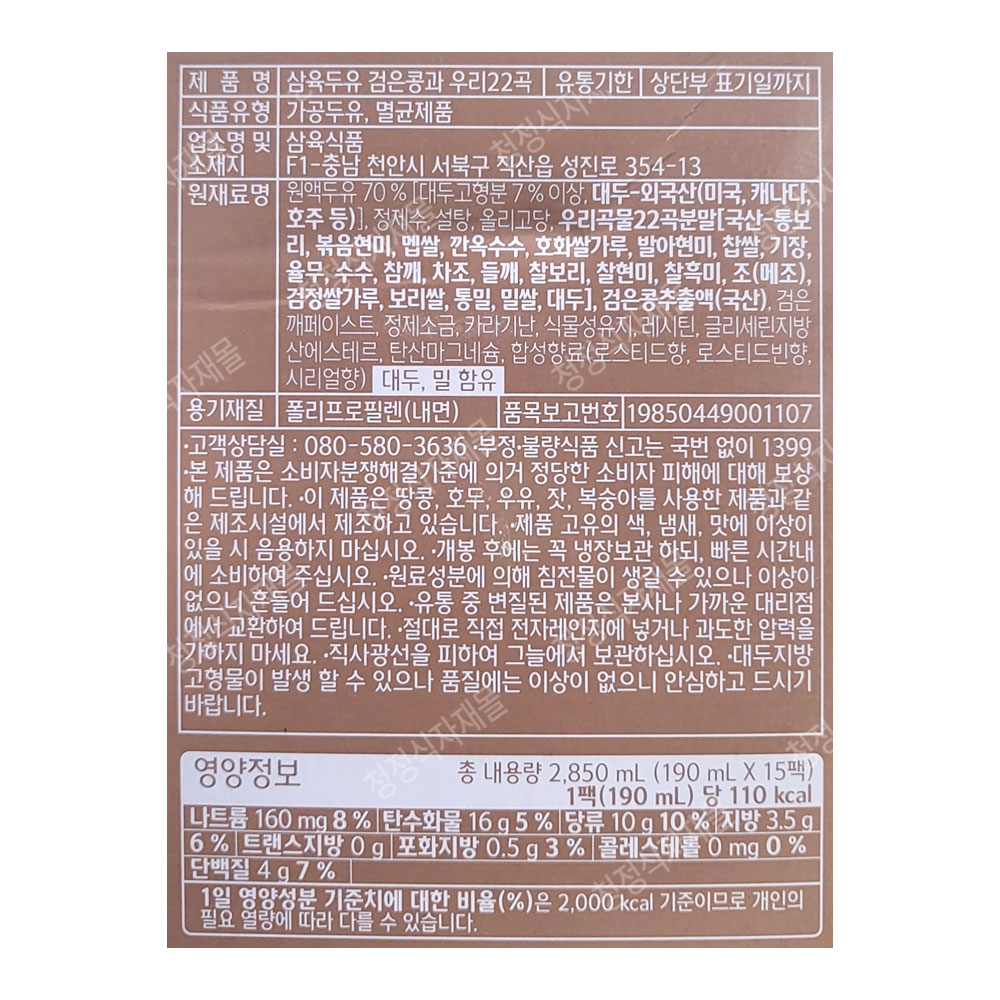 제 품 명 삼육두유 검은콩과 우리22곡 유통기한 상단부 표기일까지
식품유형 가공두유, 멸균제품
업소명 및 소재지 삼육식품
F1-충남 천안시 서북구 직산읍 성진로 354-13
원재료명 원액두유 70 % [대두고형분 7 % 이상, 대두-외국산(미국, 캐나다,
호주 등)], 정제수, 설탕, 올리고당, 우리곡물22곡분말[국산-통보
리, 볶음현미, 멥쌀, 깐옥수수, 호화쌀가루, 발아현미, 찹쌀, 기장,
율무, 수수, 참깨, 차조, 들깨, 찰보리, 찰현미, 찰흑미, 조(메조),
검정쌀가루, 보리쌀, 통밀, 밀쌀, 대두], 검은콩추출액(국산), 검은
깨페이스트, 정제소금, 카라기난, 식물성유지, 레시틴, 글리세린지방
산에스테르, 탄산마그네슘, 합성향료(로스티드향, 로스티드빈향,
시리얼향) 대두, 밀 함유
용기재질 폴리프로필렌(내면) 품목보고번호 19850449001107
·고객상담실 : 080-580-3636 ·부정·불량식품 신고는 국번 없이 1399
·본 제품은 소비자분쟁해결기준에 의거 정당한 소비자 피해에 대해 보상
해 드립니다. ·이 제품은 땅콩, 호두, 우유, 잣, 복숭아를 사용한 제품과 같
은 제조시설에서 제조하고 있습니다. ·제품 고유의 색, 냄새, 맛에 이상이
있을 시 음용하지 마십시오. ·개봉 후에는 꼭 냉장보관 하되, 빠른 시간내
에 소비하여 주십시오. ·원료성분에 의해 침전물이 생길 수 있으나 이상이
없으니 흔들어 드십시오. ·유통 중 변질된 제품은 본사나 가까운 대리점
에서 교환하여 드립니다. ·절대로 직접 전자레인지에 넣거나 과도한 압력을
가하지 마세요. ·직사광선을 피하여 그늘에서 보관하십시오. ·대두지방
고형물이 발생 할 수 있으나 품질에는 이상이 없으니 안심하고 드시기
바랍니다.
영양정보 총 내용량 2,850 mL (190 mL X 15팩)
1팩(190 mL) 당 110 kcal
나트륨 160 mg 8 % 탄수화물 16 g 5 % 당류 10 g 10 % 지방 3.5 g
6 % 트랜스지방 0 g 포화지방 0.5 g 3 % 콜레스테롤 0 mg 0 %
단백질 4 g 7 %
1일 영양성분 기준치에 대한 비율(%)은 2,000 kcal 기준이므로 개인의
필요 열량에 따라 다를 수 있습니다.
청정식자재몰